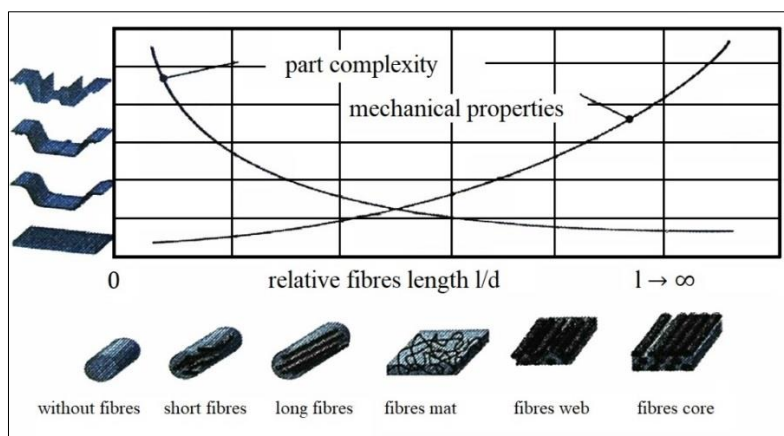 part complexity
mechanical properties
0 relative fibres length l/d l → ∞
without fibres short fibres long fibres fibres mat fibres web fibres core